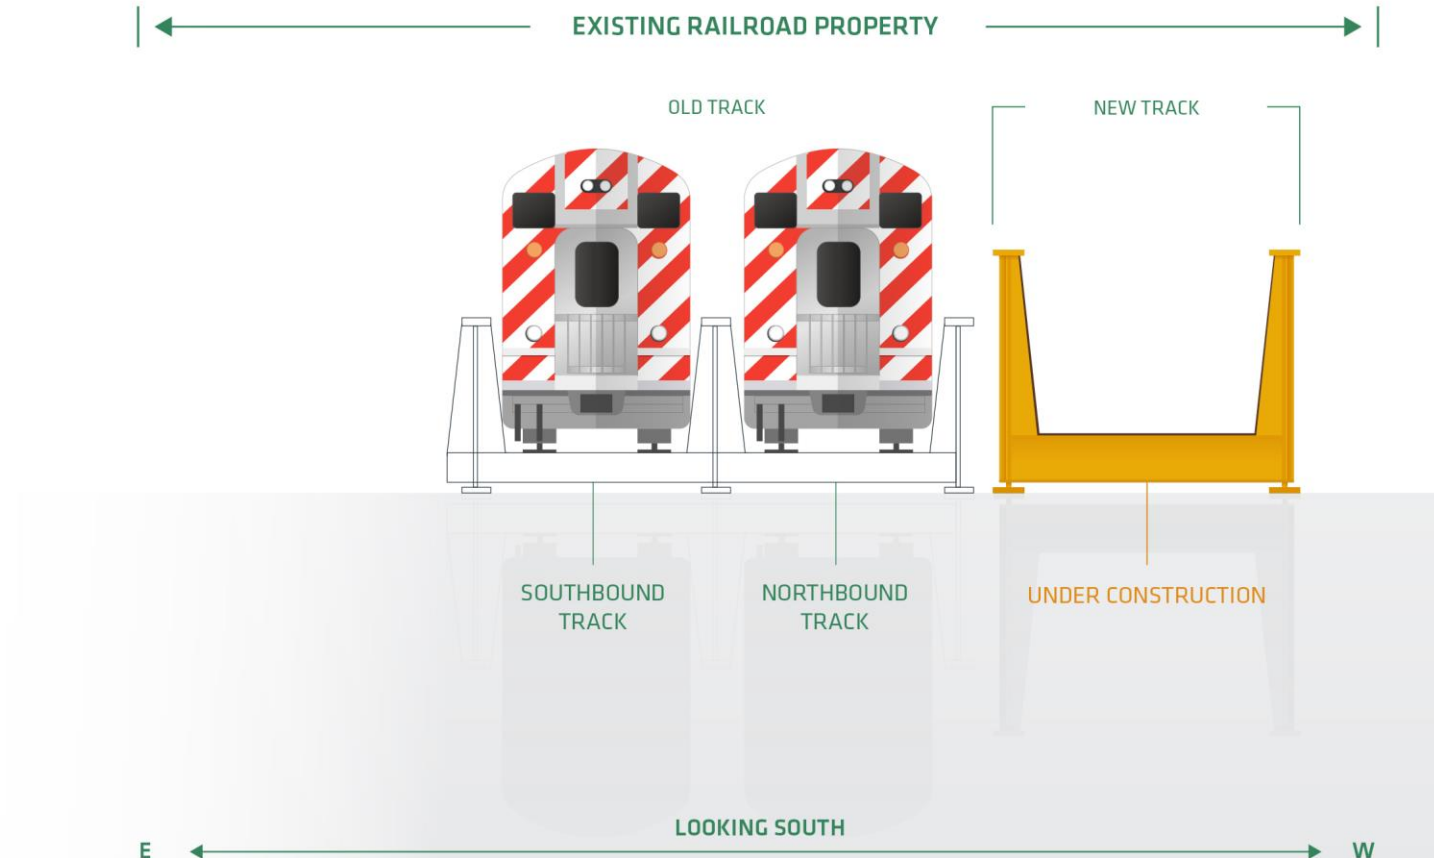 EXISTING RAILROAD PROPERTY
OLD TRACK
NEW TRACK
SOUTHBOUND
TRACK
NORTHBOUND
TRACK
UNDER CONSTRUCTION
LOOKING SOUTH
E
W